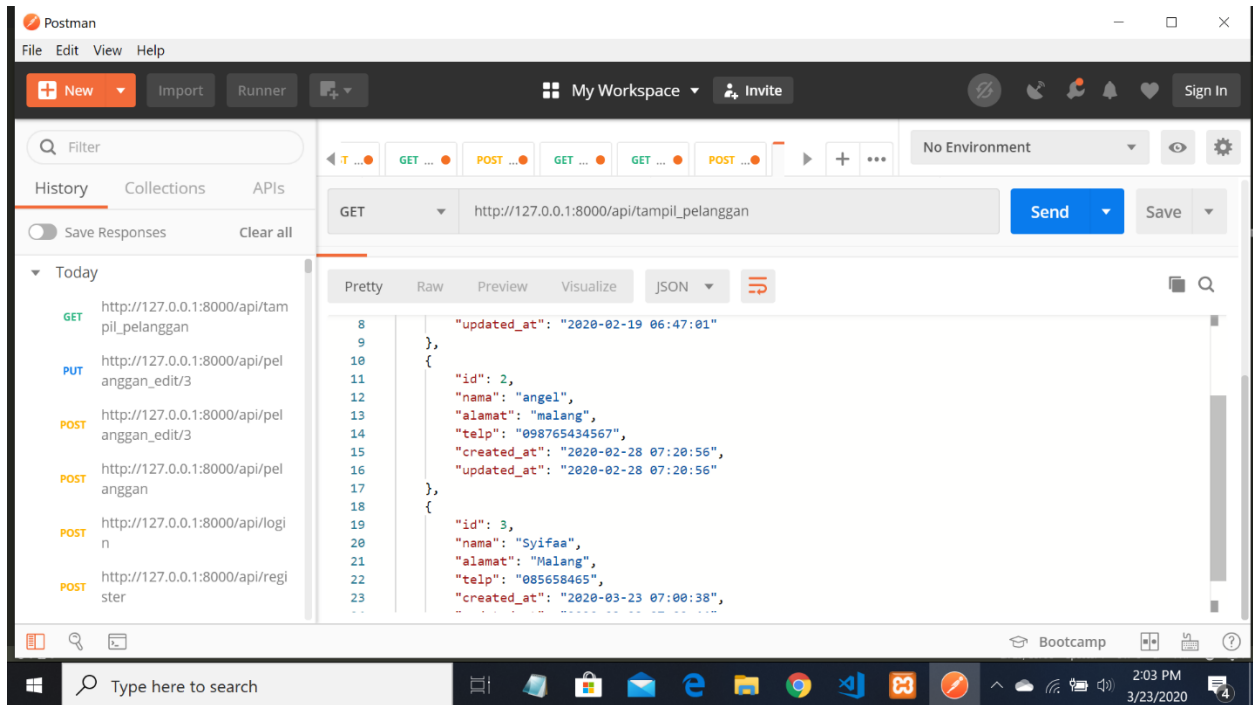 Postman
File Edit View Help
New Import Runner My Workspace Invite Sign In
Filter
History Collections APIs
Save Responses Clear all
Today
GET http://127.0.0.1:8000/api/tam
pil_pelanggan
PUT http://127.0.0.1:8000/api/pel
anggan_edit/3
POST http://127.0.0.1:8000/api/pel
anggan_edit/3
POST http://127.0.0.1:8000/api/pel
anggan
POST http://127.0.0.1:8000/api/logi
n
POST http://127.0.0.1:8000/api/regi
ster
GET ... POST ... GET ... GET ... POST ...
No Environment
GET http://127.0.0.1:8000/api/tampil_pelanggan Send Save
Pretty Raw Preview Visualize JSON
8 "updated_at": "2020-02-19 06:47:01"
9 },
10 {
11 "id": 2,
12 "nama": "angel",
13 "alamat": "malang",
14 "telp": "098765434567",
15 "created_at": "2020-02-28 07:20:56",
16 "updated_at": "2020-02-28 07:20:56"
17 },
18 {
19 "id": 3,
20 "nama": "Syifaa",
21 "alamat": "Malang",
22 "telp": "085658465",
23 "created_at": "2020-03-23 07:00:38",
Bootcamp
Type here to search
2:03 PM
3/23/2020
4